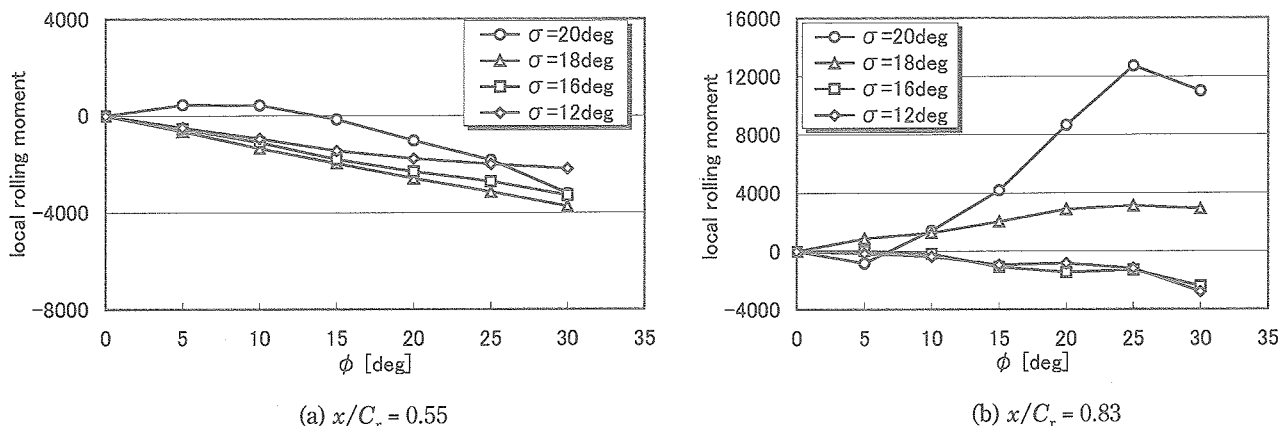 4000
0
-4000
-8000
local rolling moment
σ=20deg
σ=18deg
σ=16deg
σ=12deg
0 5 10 15 20 25 30 35
ϕ [deg]
(a) x/Cr = 0.55
16000
12000
8000
4000
0
-4000
local rolling moment
σ=20deg
σ=18deg
σ=16deg
σ=12deg
0 5 10 15 20 25 30 35
ϕ [deg]
(b) x/Cr = 0.83